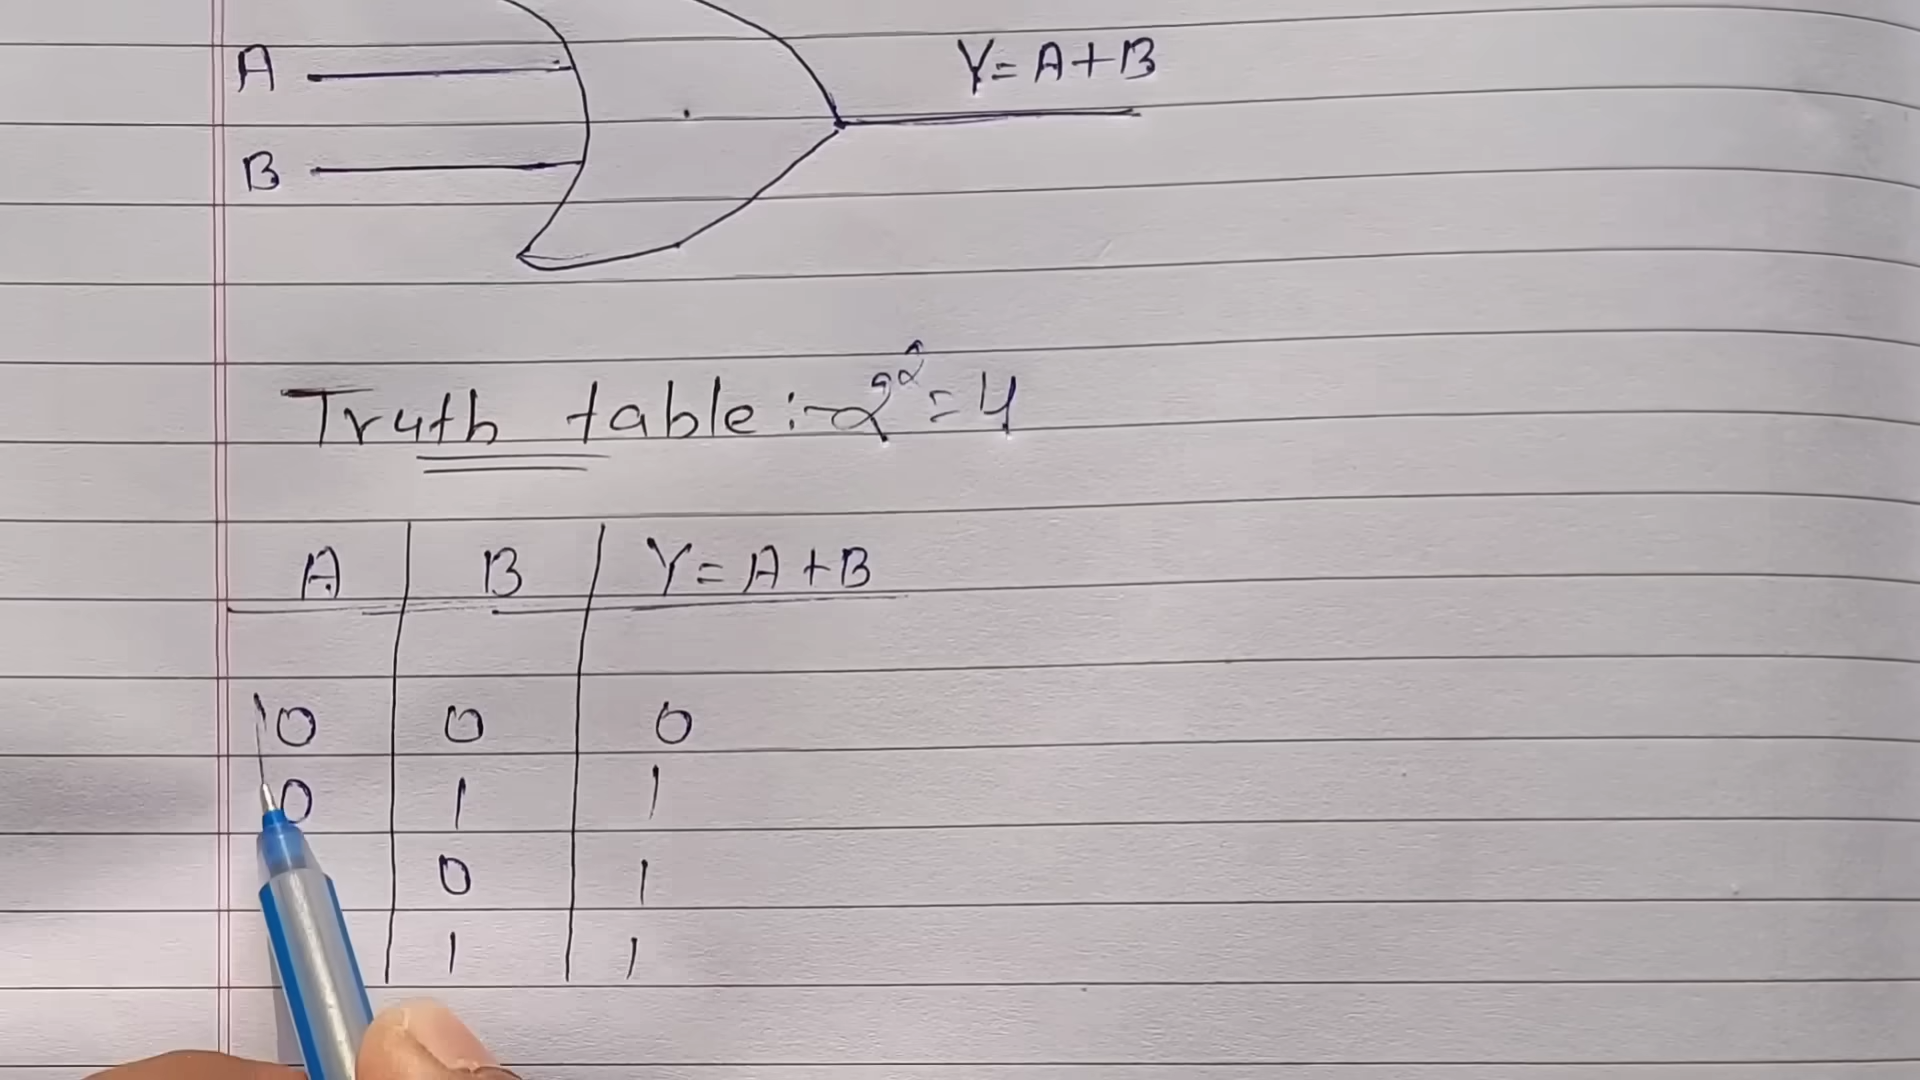 A
Y=A+B
B
Truth table:-2²=4
A B Y=A+B
0 0 0
0 1 1
0 1
1 1